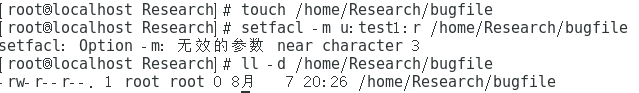 [root@localhost Research]# touch /home/Research/bugfile
[root@localhost Research]# setfacl -m u:test1:r /home/Research/bugfile
setfacl: Option -m: 无效的参数 near character 3
[root@localhost Research]# ll -d /home/Research/bugfile
-rw-r--r--. 1 root root 0 8月   7 20:26 /home/Research/bugfile